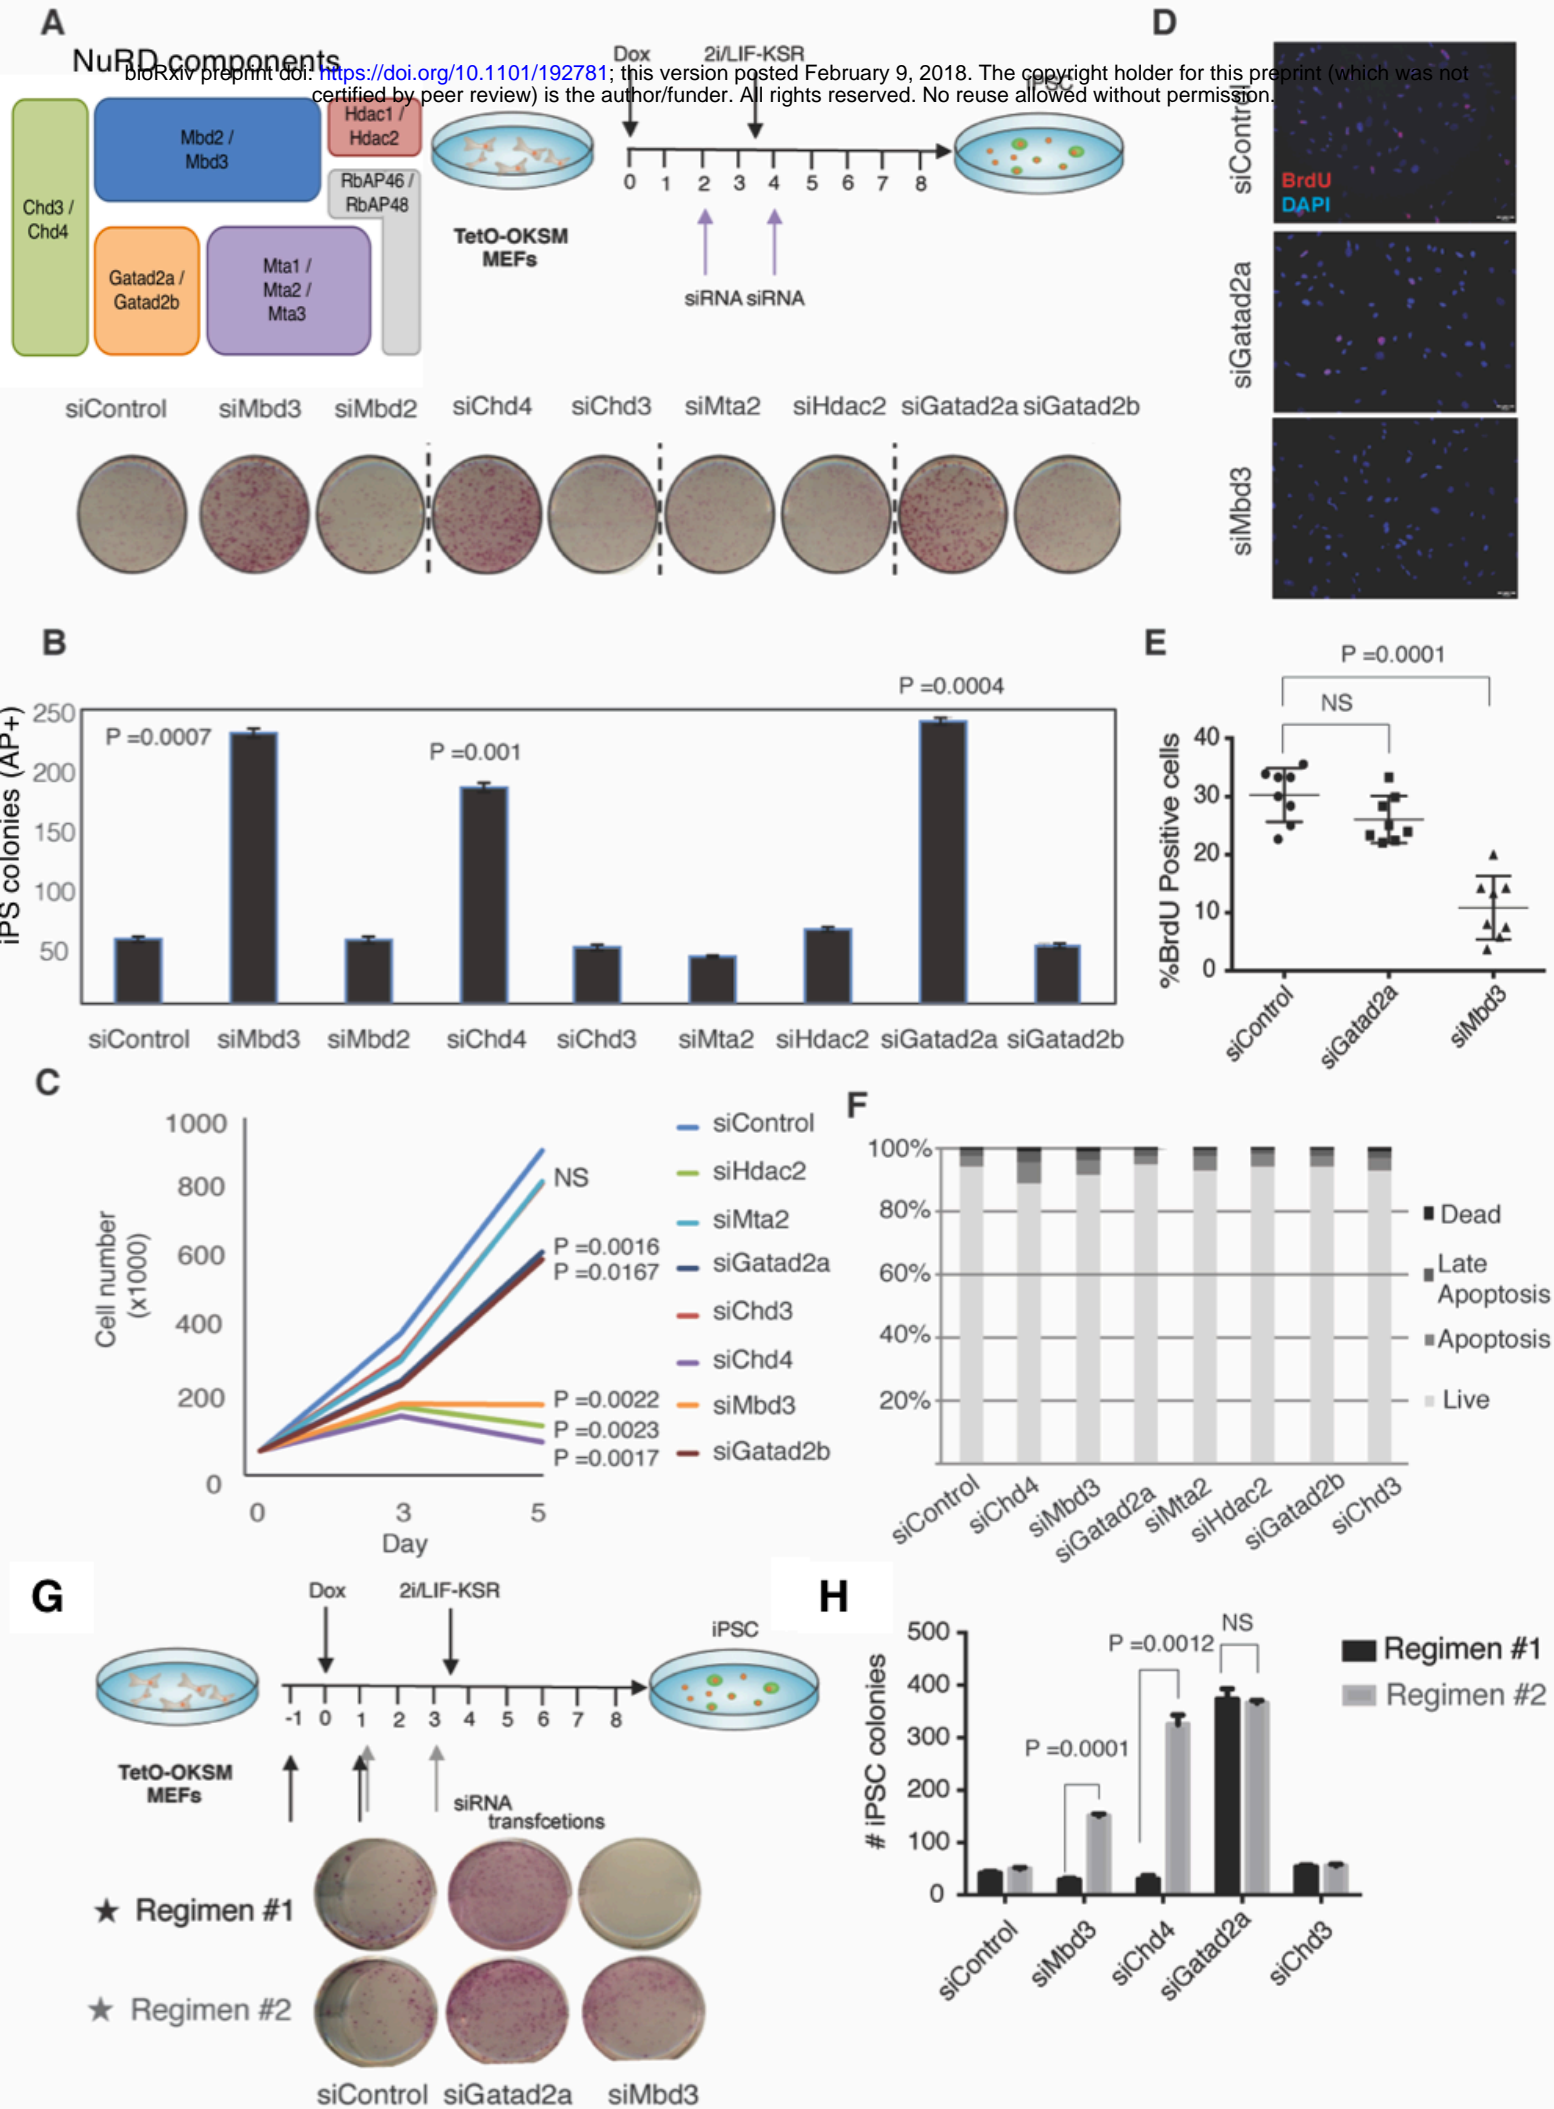 A
NuRD components
bioRxiv preprint doi: https://doi.org/10.1101/192781; this version posted February 9, 2018. The copyright holder for this preprint (which was not
certified by peer review) is the author/funder. All rights reserved. No reuse allowed without permission.
Chd3 /
Chd4
Mbd2 /
Mbd3
Hdac1 /
Hdac2
RbAP46 /
RbAP48
Gatad2a /
Gatad2b
Mta1 /
Mta2 /
Mta3
Dox
2i/LIF-KSR
iPSC
0 1 2 3 4 5 6 7 8
TetO-OKSM
MEFs
siRNA siRNA
siControl siMbd3 siMbd2 siChd4 siChd3 siMta2 siHdac2 siGatad2a siGatad2b
D
siControl
BrdU
DAPI
siGatad2a
siMbd3
B
iPS colonies (AP+)
250
200
150
100
50
P =0.0007
P =0.001
P =0.0004
siControl siMbd3 siMbd2 siChd4 siChd3 siMta2 siHdac2 siGatad2a siGatad2b
E
P =0.0001
NS
%BrdU Positive cells
40
30
20
10
0
siControl
siGatad2a
siMbd3
C
Cell number
(x1000)
1000
800
600
400
200
0
0 3 5
Day
NS
P =0.0016
P =0.0167
P =0.0022
P =0.0023
P =0.0017
siControl
siHdac2
siMta2
siGatad2a
siChd3
siChd4
siMbd3
siGatad2b
F
100%
80%
60%
40%
20%
Dead
Late
Apoptosis
Apoptosis
Live
siControl
siChd4
siMbd3
siGatad2a
siMta2
siHdac2
siGatad2b
siChd3
G
Dox
2i/LIF-KSR
iPSC
-1 0 1 2 3 4 5 6 7 8
TetO-OKSM
MEFs
siRNA
transfcetions
★ Regimen #1
★ Regimen #2
siControl siGatad2a siMbd3
H
# iPSC colonies
500
400
300
200
100
0
P =0.0001
P =0.0012
NS
Regimen #1
Regimen #2
siControl
siMbd3
siChd4
siGatad2a
siChd3